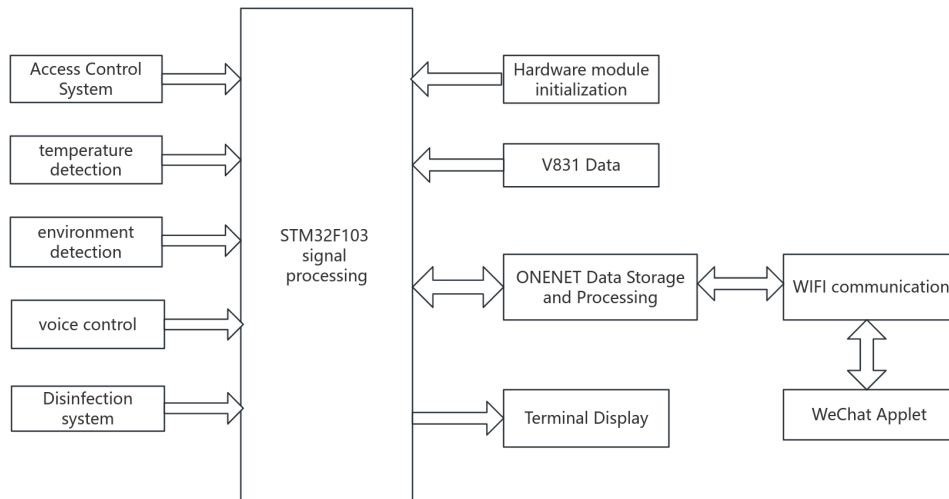 Access Control
System
temperature
detection
environment
detection
voice control
Disinfection
system
STM32F103
signal
processing
Hardware module
initialization
V831 Data
ONENET Data Storage
and Processing
Terminal Display
WIFI communication
WeChat Applet